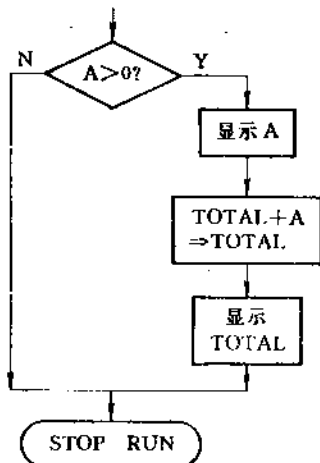 N
Y
A>0?
显示 A
TOTAL+A
⇒TOTAL
显示
TOTAL
STOP RUN